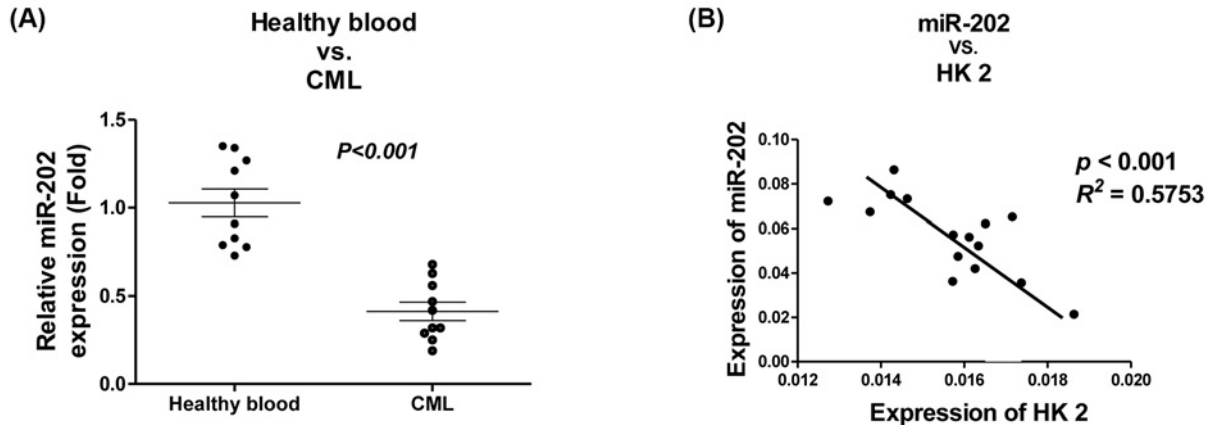 (A)
Healthy blood
vs.
CML
Relative miR-202
expression (Fold)
1.5
1.0
0.5
0.0
P<0.001
Healthy blood
CML
(B)
miR-202
VS.
HK 2
Expression of miR-202
0.10
0.08
0.06
0.04
0.02
0.00
p < 0.001
R² = 0.5753
0.012
0.014
0.016
0.018
0.020
Expression of HK 2